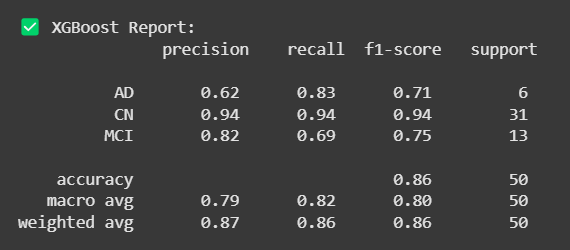 ✅ XGBoost Report:
precision recall f1-score support
AD 0.62 0.83 0.71 6
CN 0.94 0.94 0.94 31
MCI 0.82 0.69 0.75 13
accuracy 0.86 50
macro avg 0.79 0.82 0.80 50
weighted avg 0.87 0.86 0.86 50